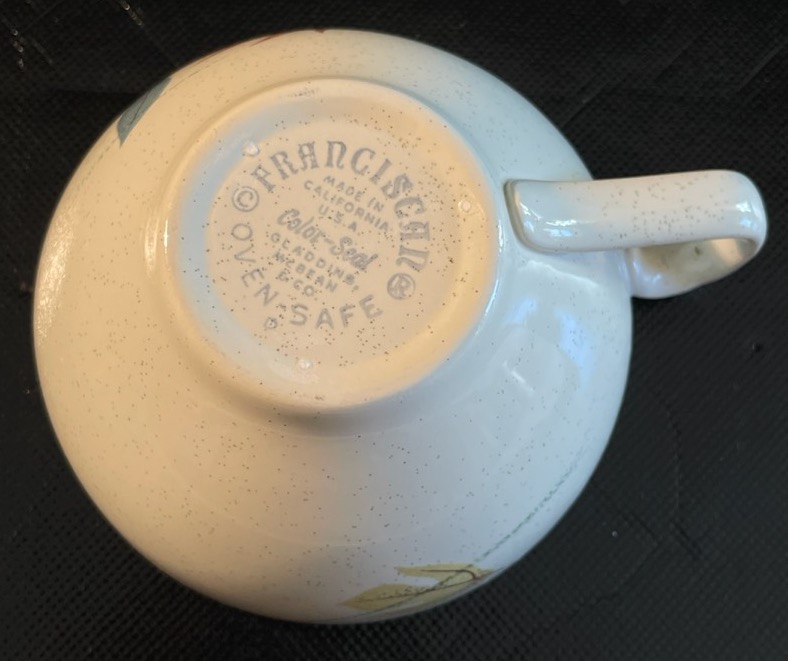 © FRANCISCAN ®
MADE IN
CALIFORNIA
U.S.A.
Color-Seal
GLADDING,
McBEAN
& CO.
OVEN-SAFE